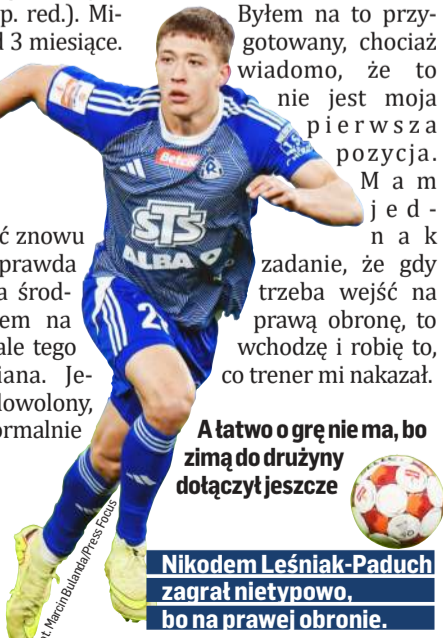 p. red.). Mi-
3 miesiące.
ć znowu
prawda
a środ-
em na
ale tego
iana. Je-
dowolony,
ormalnie
Byłem na to przy-
gotowany, chociaż
wiadomo, że to
nie jest moja
pierwsza
pozycja.
Mam
jed-
nak
zadanie, że gdy
trzeba wejść na
prawą obronę, to
wchodzę i robię to,
co trener mi nakazał.
A łatwo o grę nie ma, bo
zimą do drużyny
dołączył jeszcze
Betclic
STS
ALBA
t. Marcin Bulanda/Press Focus
Nikodem Leśniak-Paduch
zagrał nietypowo,
bo na prawej obronie.